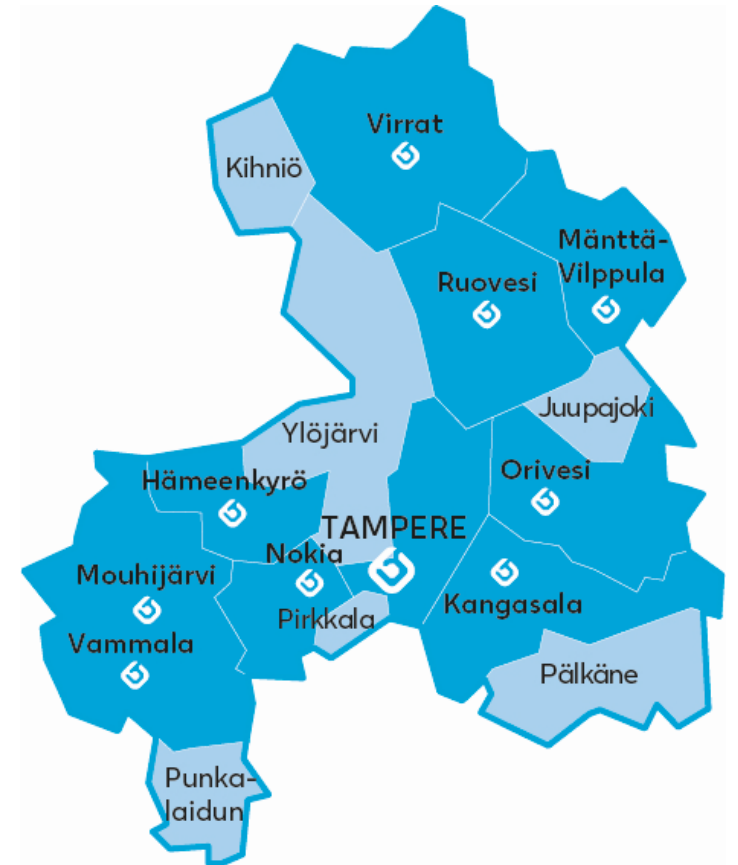 Virrat
Kihniö
Mänttä-
Vilppula
Ruovesi
Juupajoki
Ylöjärvi
Orivesi
Hämeenkyrö
TAMPERE
Nokia
Mouhijärvi
Kangasala
Pirkkala
Vammala
Pälkäne
Punka-
laidun